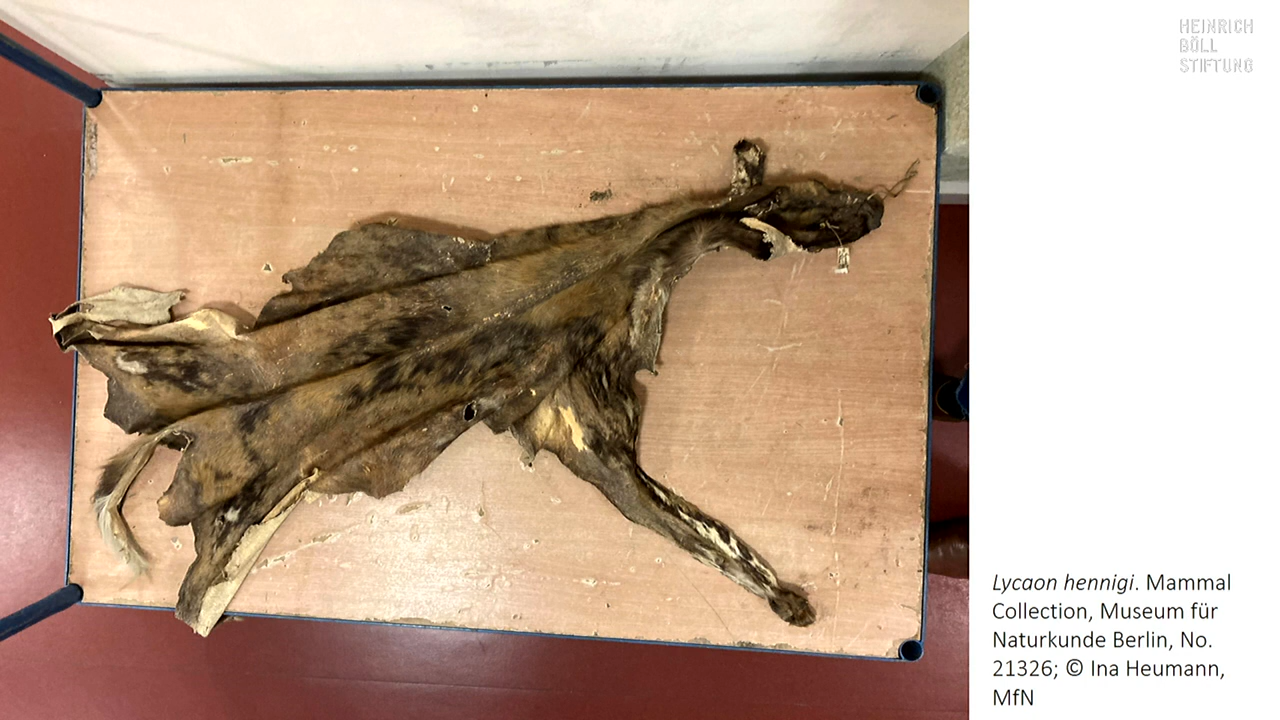 HEINRICH
BÖLL
STIFTUNG
Lycaon hennigi. Mammal
Collection, Museum für
Naturkunde Berlin, No.
21326; © Ina Heumann,
MfN